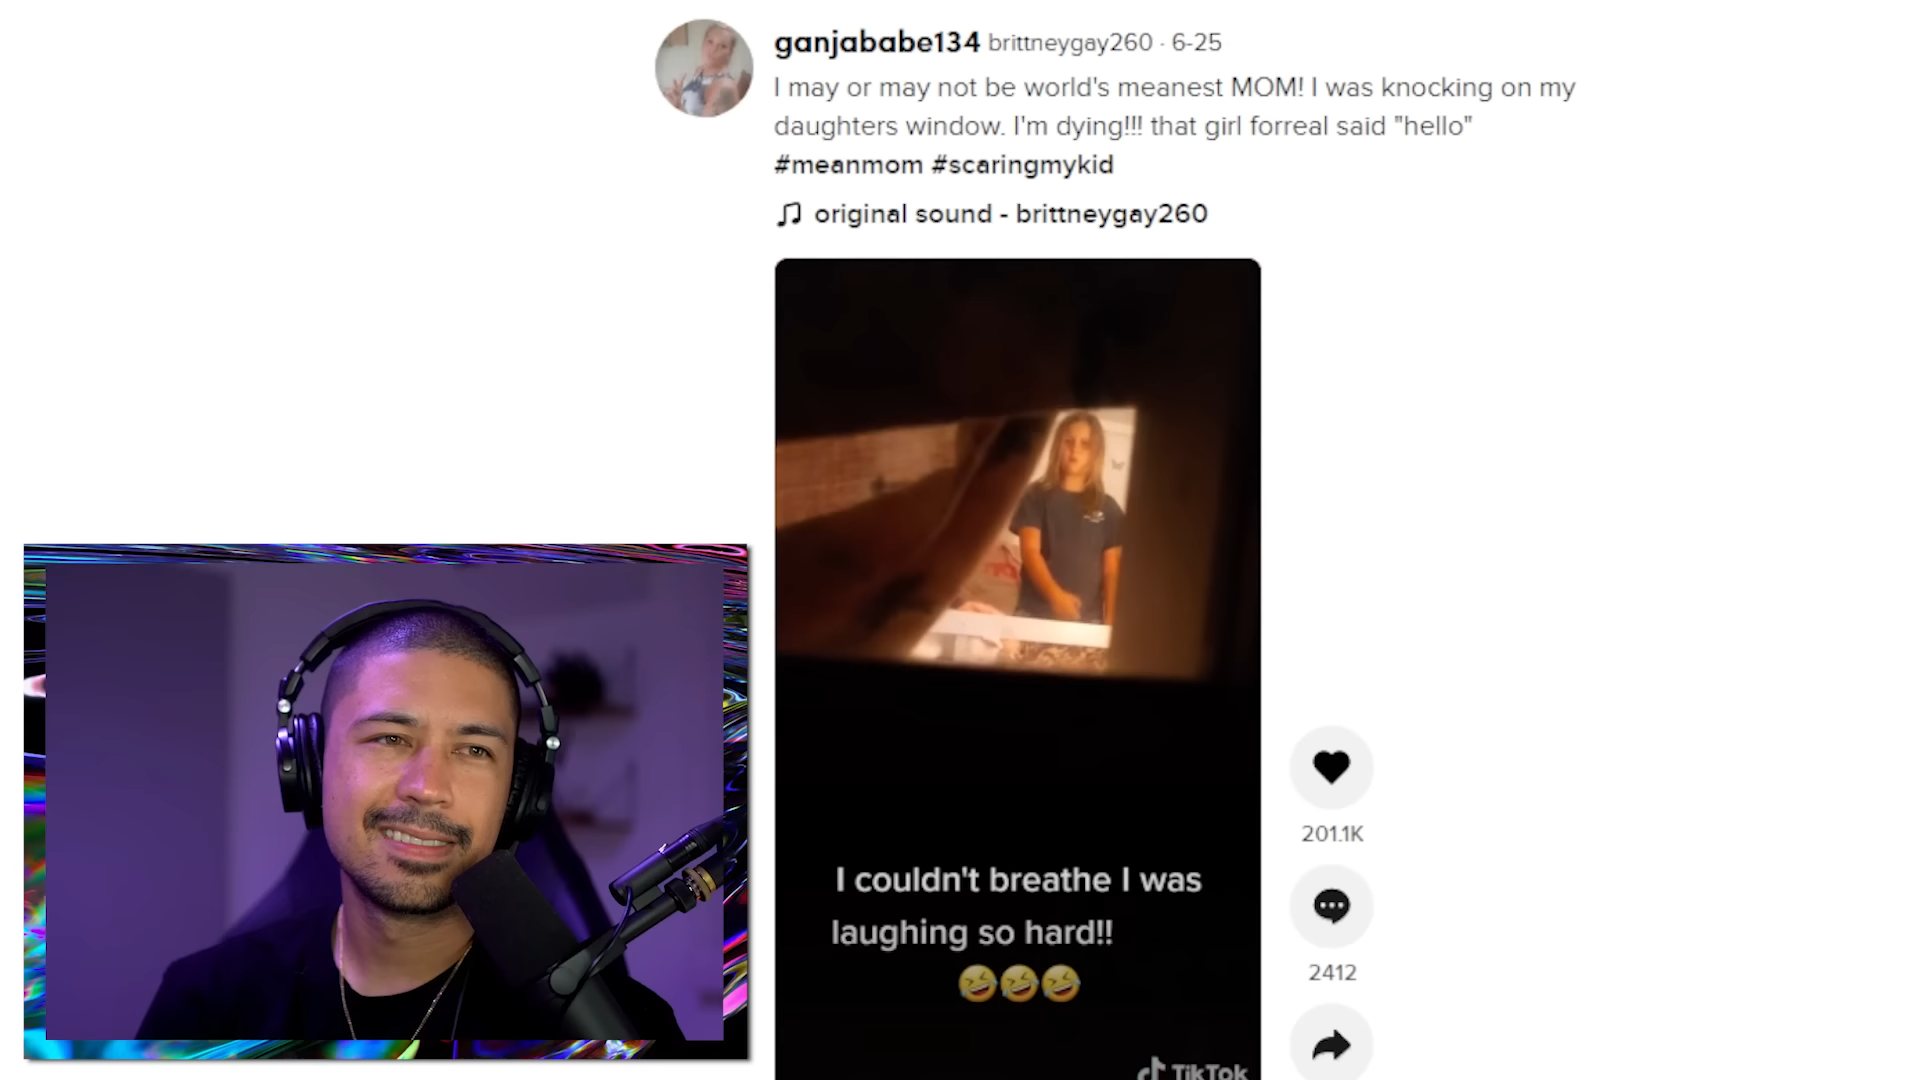 ganjababe134 brittneygay260 · 6-25
I may or may not be world's meanest MOM! I was knocking on my
daughters window. I'm dying!!! that girl forreal said "hello"
#meanmom #scaringmykid
original sound - brittneygay260
I couldn't breathe I was
laughing so hard!!
🤣🤣🤣
201.1K
2412
TikTok